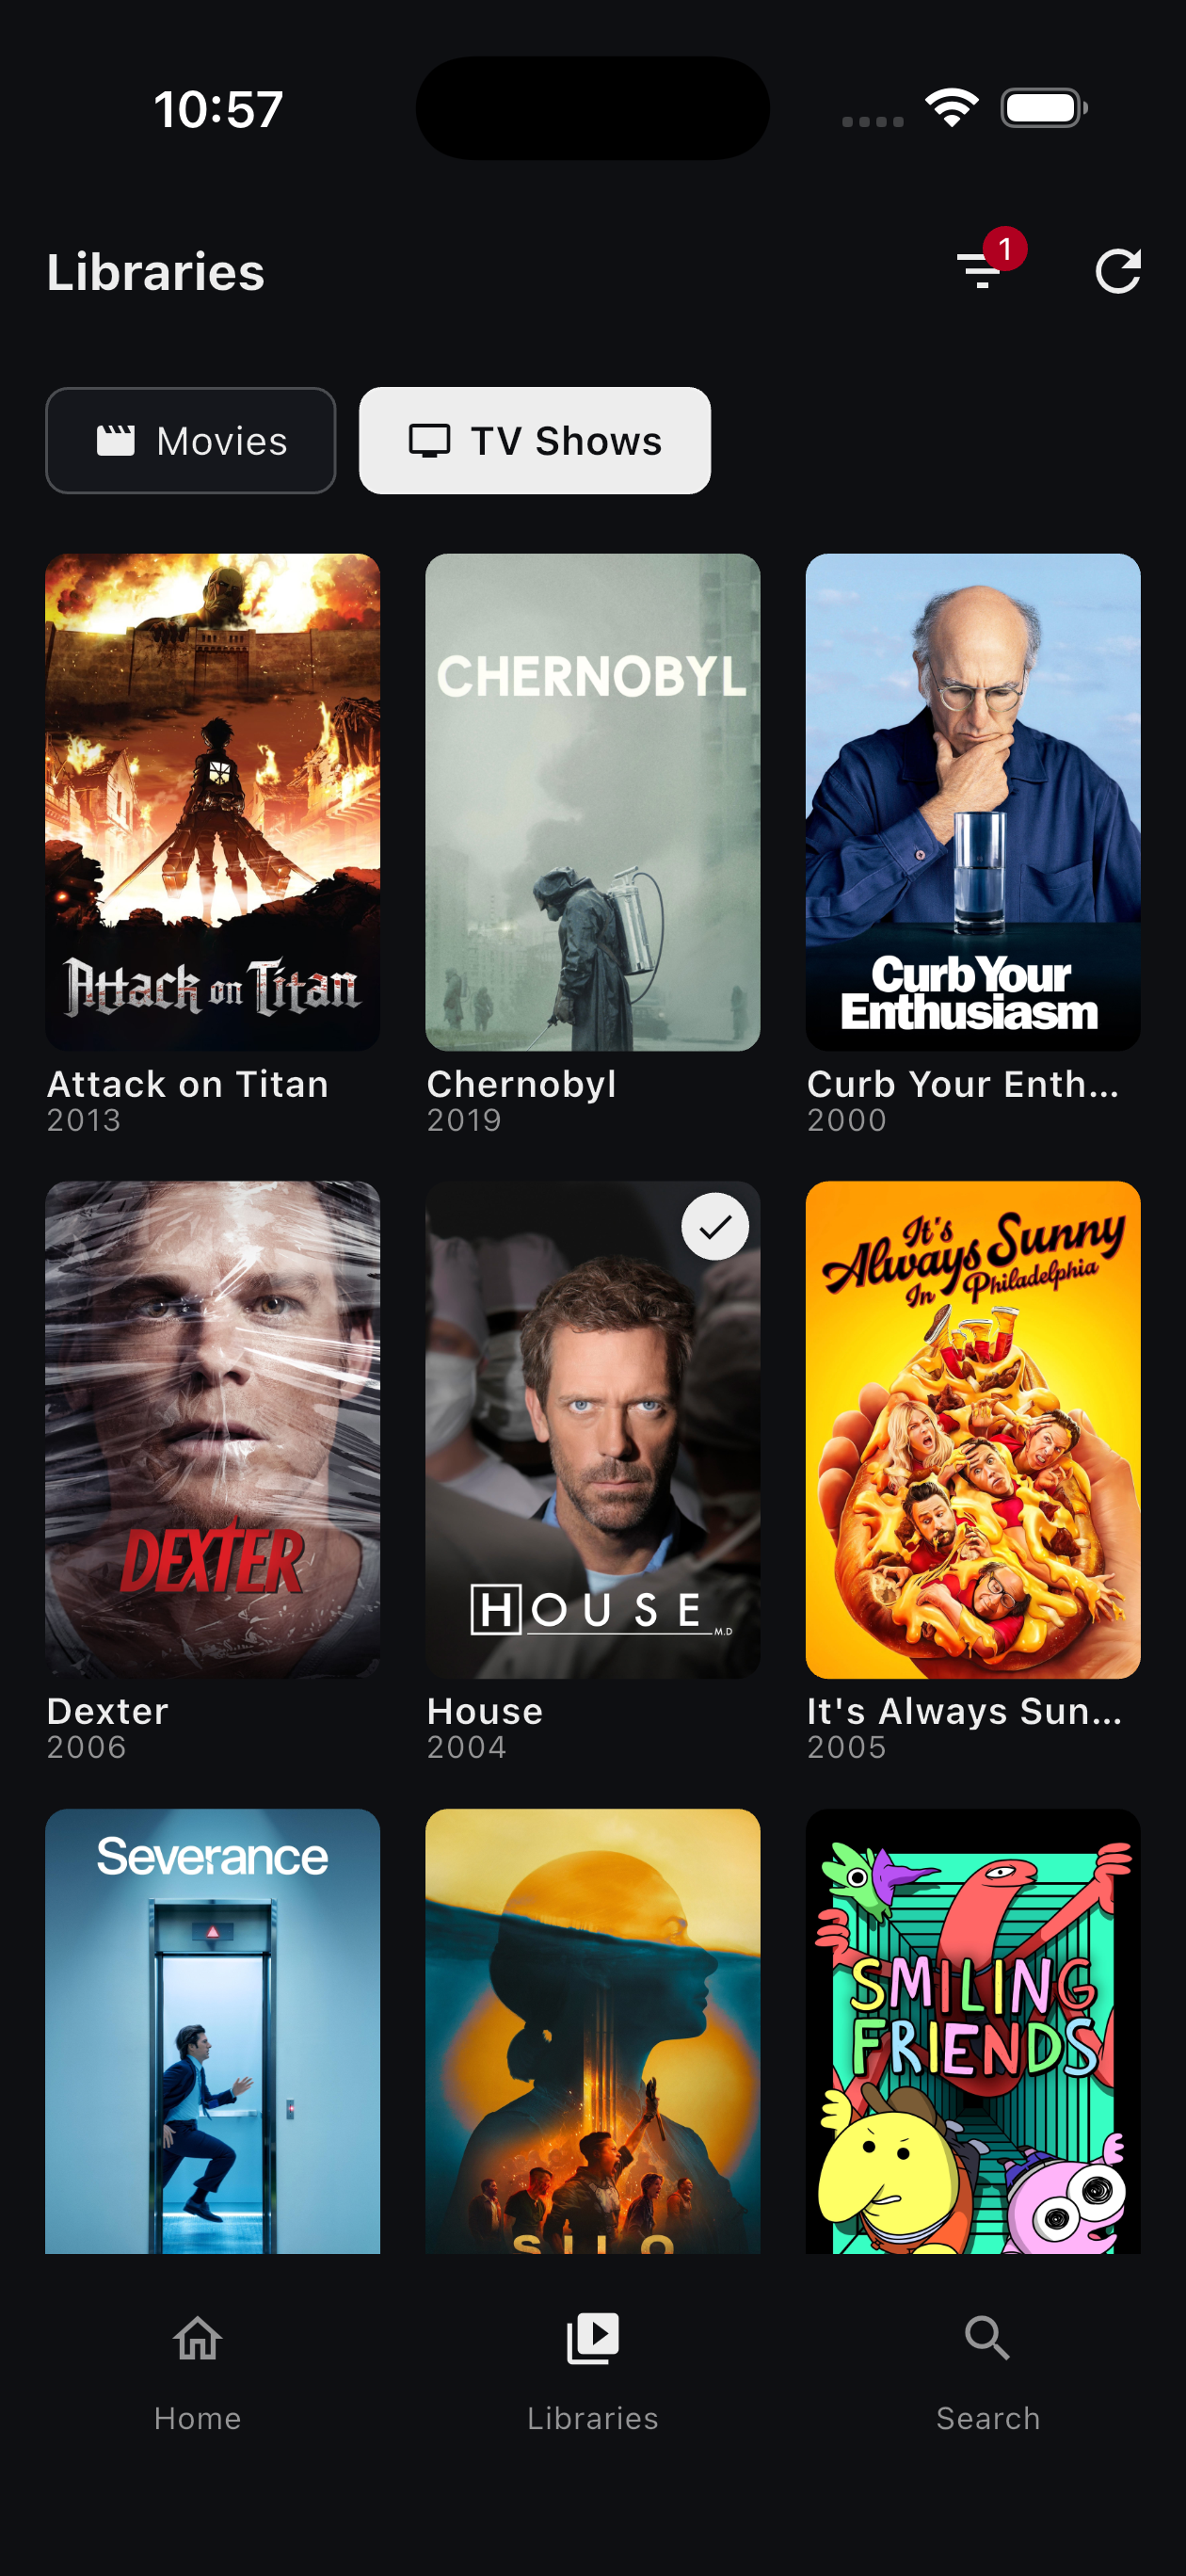 10:57
Libraries
1
Movies
TV Shows
Attack on Titan
CHERNOBYL
Curb Your
Enthusiasm
Attack on Titan
2013
Chernobyl
2019
Curb Your Enth...
2000
DEXTER
HOUSE M.D
It's
Always Sunny
In Philadelphia
Dexter
2006
House
2004
It's Always Sun...
2005
Severance
SILO
SMILING
FRIENDS
Home
Libraries
Search